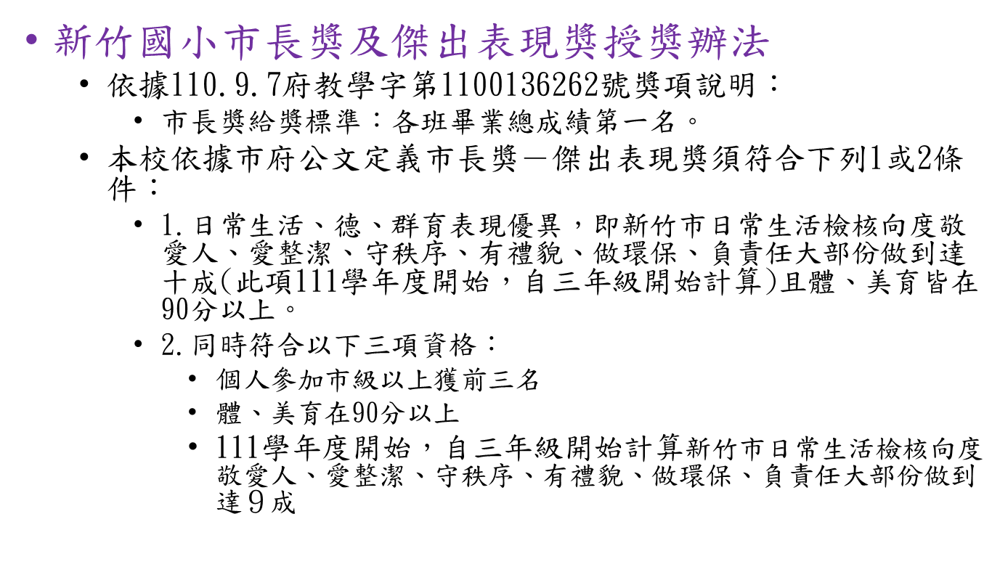 • 新竹國小市長獎及傑出表現獎授獎辦法
• 依據110.9.7府教學字第1100136262號獎項說明：
• 市長獎給獎標準：各班畢業總成績第一名。
• 本校依據市府公文定義市長獎－傑出表現獎須符合下列1或2條
件：
• 1.日常生活、德、群育表現優異，即新竹市日常生活檢核向度敬
愛人、愛整潔、守秩序、有禮貌、做環保、負責任大部份做到達
十成(此項111學年度開始，自三年級開始計算)且體、美育皆在
90分以上。
• 2.同時符合以下三項資格：
• 個人參加市級以上獲前三名
• 體、美育在90分以上
• 111學年度開始，自三年級開始計算新竹市日常生活檢核向度
敬愛人、愛整潔、守秩序、有禮貌、做環保、負責任大部份做到
達９成